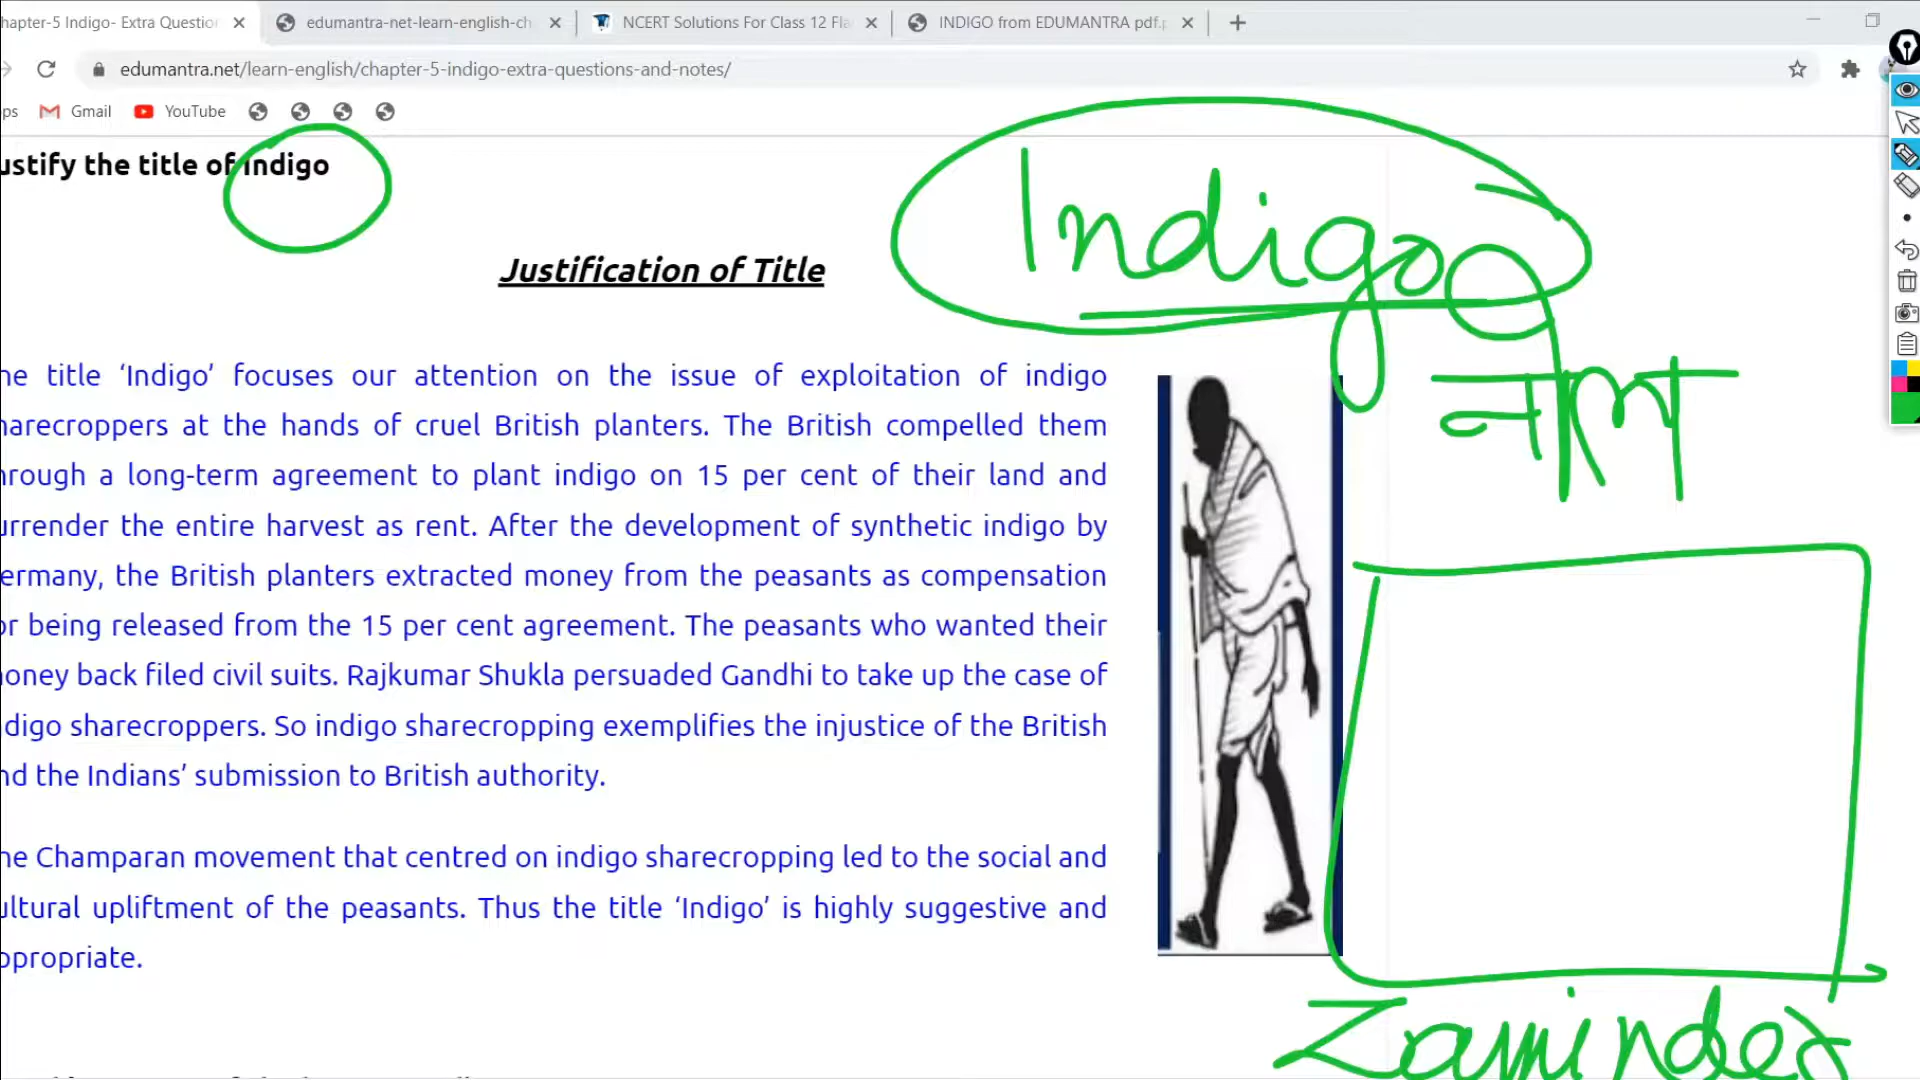 hapter-5 Indigo- Extra Questio
edumantra-net-learn-english-ch
NCERT Solutions For Class 12 Fla
INDIGO from EDUMANTRA pdf.p
edumantra.net/learn-english/chapter-5-indigo-extra-questions-and-notes/
ps
Gmail
YouTube
ustify the title of Indigo
Indigo
Justification of Title
he title ‘Indigo’ focuses our attention on the issue of exploitation of indigo
harecroppers at the hands of cruel British planters. The British compelled them
hrough a long-term agreement to plant indigo on 15 per cent of their land and
urrender the entire harvest as rent. After the development of synthetic indigo by
ermany, the British planters extracted money from the peasants as compensation
or being released from the 15 per cent agreement. The peasants who wanted their
oney back filed civil suits. Rajkumar Shukla persuaded Gandhi to take up the case of
digo sharecroppers. So indigo sharecropping exemplifies the injustice of the British
nd the Indians’ submission to British authority.
he Champaran movement that centred on indigo sharecropping led to the social and
ultural upliftment of the peasants. Thus the title ‘Indigo’ is highly suggestive and
ppropriate.
Zaminder